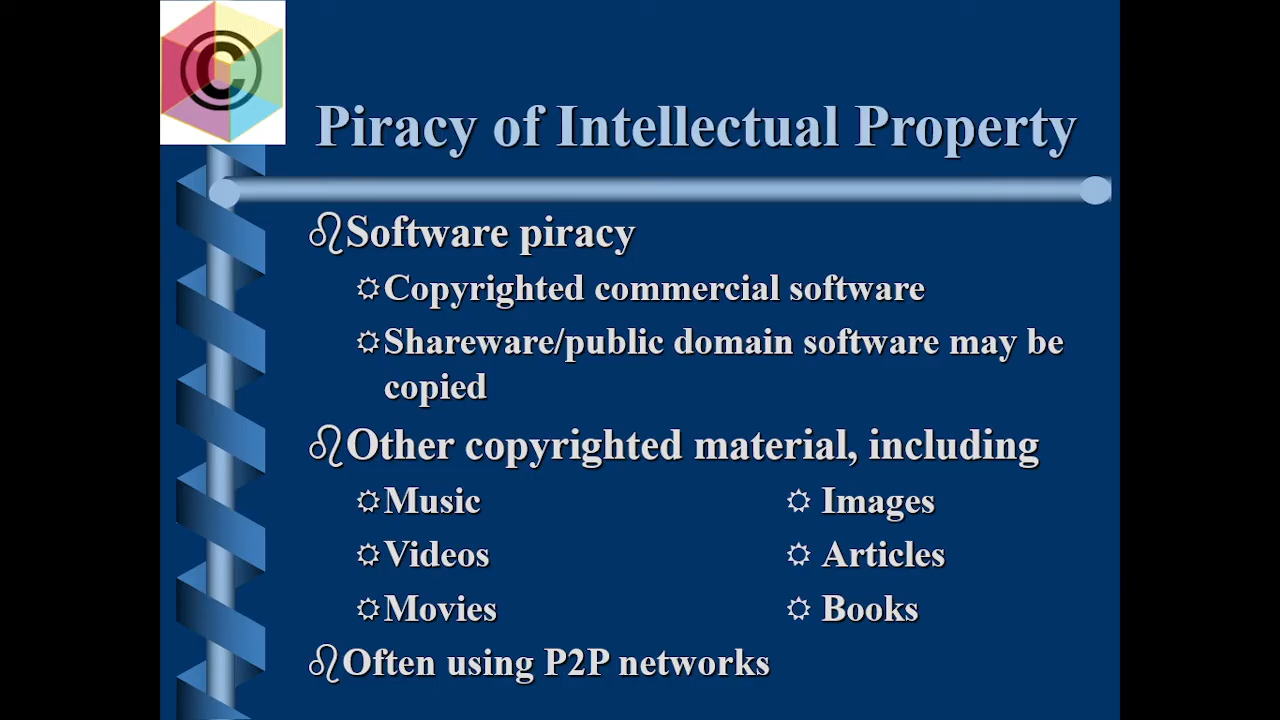 ©
Piracy of Intellectual Property
Software piracy
Copyrighted commercial software
Shareware/public domain software may be
copied
Other copyrighted material, including
Music
Images
Videos
Articles
Movies
Books
Often using P2P networks